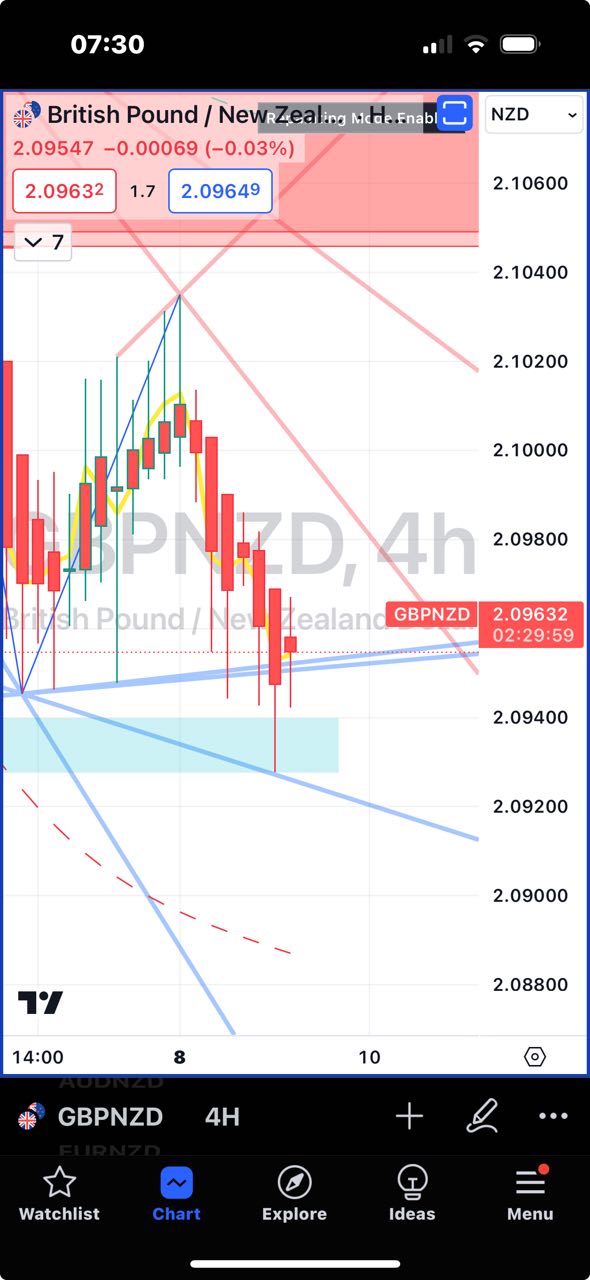 07:30
British Pound / New Zeal... · H...
Repainting Mode Enabl
NZD
2.09547 −0.00069 (−0.03%)
2.09632 1.7 2.09649
7
2.10600
2.10400
2.10200
2.10000
2.09800
GBPNZD, 4h
British Pound / New Zealand Dollar
GBPNZD 2.09632
02:29:59
2.09400
2.09200
2.09000
2.08800
14:00 8 10
AUDNZD
GBPNZD 4H
EURNZD
Watchlist Chart Explore Ideas Menu